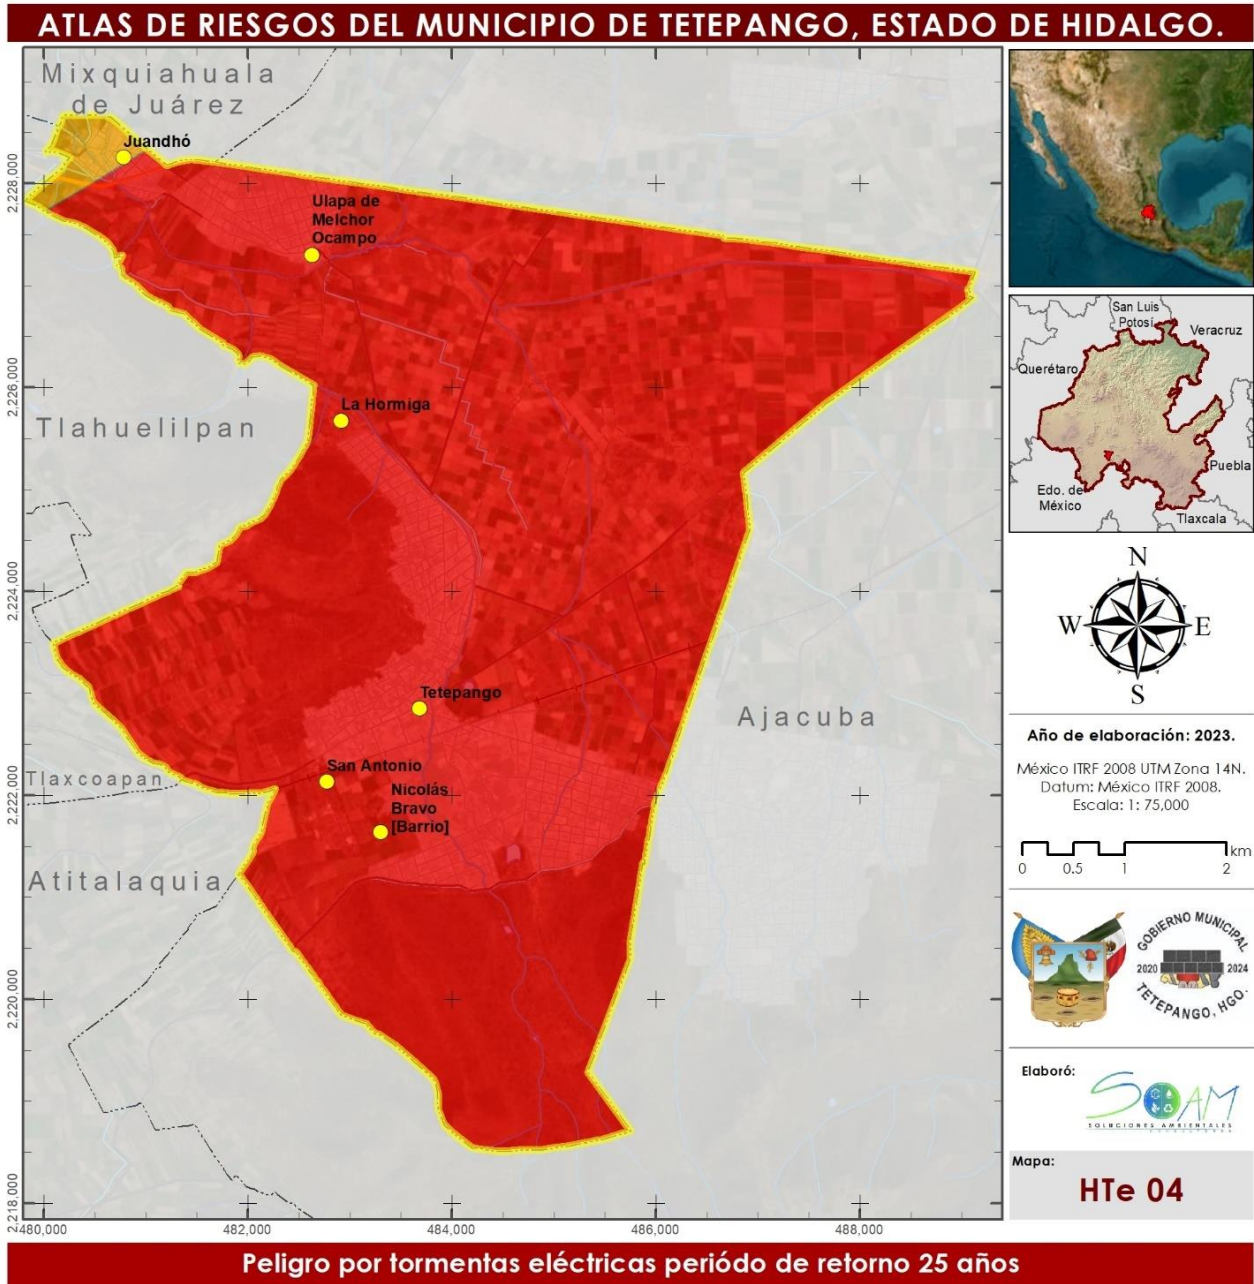 ATLAS DE RIESGOS DEL MUNICIPIO DE TETEPANGO, ESTADO DE HIDALGO.
Mixquiahuala
de Juárez
Juandhó
Ulapa de
Melchor
Ocampo
La Hormiga
Tlahuelilpan
Tetepango
Ajacuba
San Antonio
Tlaxcoapan
Nicolás
Bravo
[Barrio]
Atitalaquia
2,228,000
2,226,000
2,224,000
2,222,000
2,220,000
2,218,000
480,000
482,000
484,000
486,000
488,000
San Luis
Potosí
Veracruz
Querétaro
Puebla
Edo. de
México
Tlaxcala
N
W
E
S
Año de elaboración: 2023.
México ITRF 2008 UTM Zona 14N.
Datum: México ITRF 2008.
Escala: 1: 75,000
km
0 0.5 1 2
GOBIERNO MUNICIPAL
2020 2024
TETEPANGO, HGO.
Elaboró:
SOAM
SOLUCIONES AMBIENTALES
Mapa:
HTe 04
Peligro por tormentas eléctricas periódo de retorno 25 años